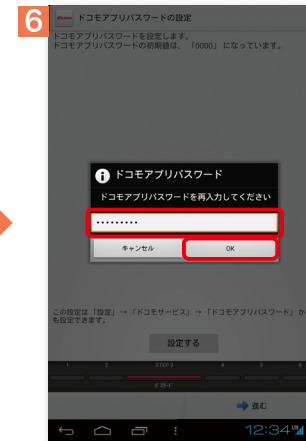 6
docomo ドコモアプリパスワードの設定
ドコモアプリパスワードを設定します。
ドコモアプリパスワードの初期値は、「0000」になっています。
ドコモアプリパスワード
ドコモアプリパスワードを再入力してください
•••••••••
キャンセル OK
この設定は「設定」→「ドコモサービス」→「ドコモアプリパスワード」か
も設定できます。
設定する
1 2 STEP 3 4 5 6
進む
12:34